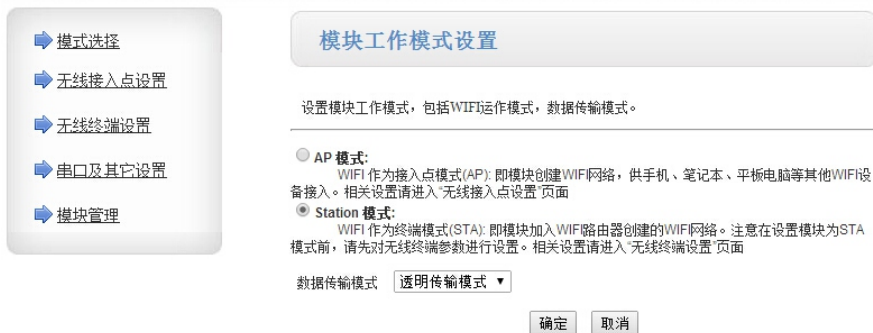 模式选择
无线接入点设置
无线终端设置
串口及其它设置
模块管理
模块工作模式设置
设置模块工作模式，包括WIFI运作模式，数据传输模式。
AP 模式:
WIFI 作为接入点模式(AP): 即模块创建WIFI网络，供手机、笔记本、平板电脑等其他WIFI设
备接入。相关设置请进入“无线接入点设置”页面
Station 模式:
WIFI 作为终端模式(STA): 即模块加入WIFI路由器创建的WIFI网络。注意在设置模块为STA
模式前，请先对无线终端参数进行设置。相关设置请进入“无线终端设置”页面
数据传输模式 透明传输模式
确定 取消